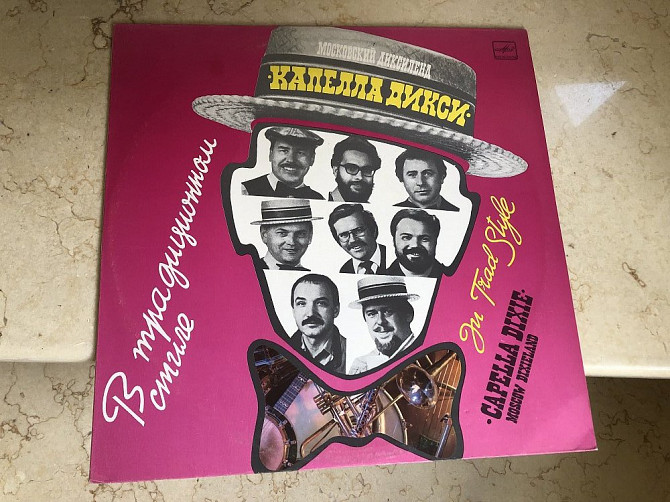 МОСКОВСКИЙ ДИКСИЛЕНД
·КАПЕЛЛА ДИКСИ·
В традиционном
стиле
In Trad Style
·CAPELLA DIXIE·
MOSCOW DIXIELAND